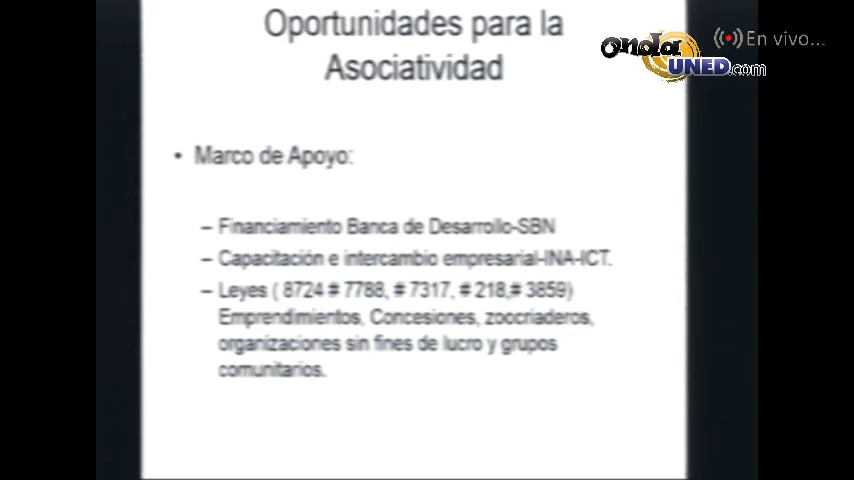 Oportunidades para la
Asociatividad
onda
UNED.com
En vivo...
• Marco de Apoyo:
– Financiamiento Banca de Desarrollo-SBN
– Capacitación e intercambio empresarial-INA-ICT.
– Leyes ( 8724 # 7788, # 7317, # 218,# 3859)
Emprendimientos, Concesiones, zoocriaderos,
organizaciones sin fines de lucro y grupos
comunitarios.